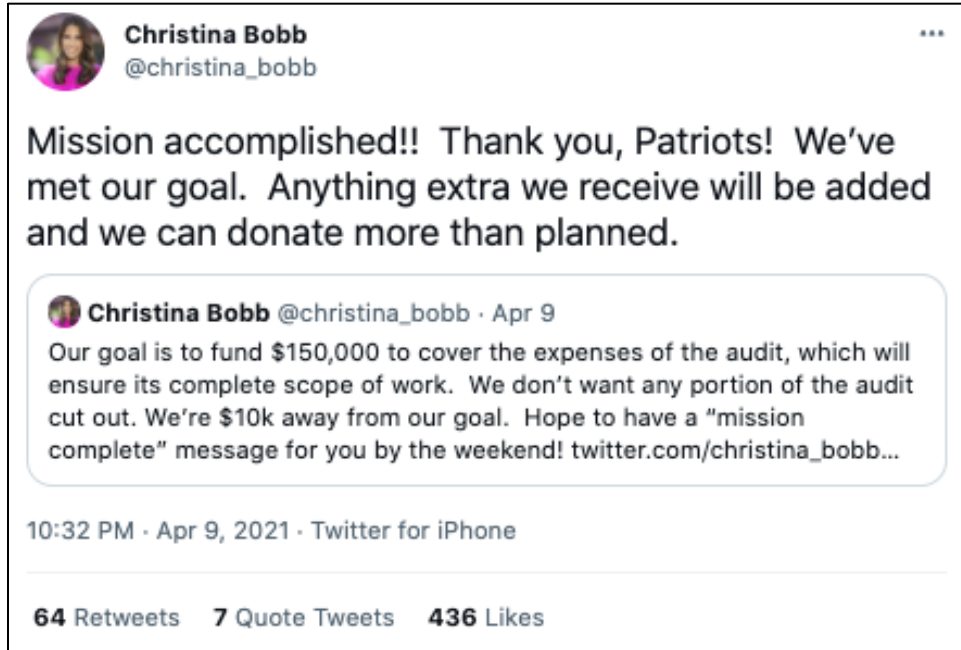 Christina Bobb
@christina_bobb
Mission accomplished!!  Thank you, Patriots!  We’ve
met our goal.  Anything extra we receive will be added
and we can donate more than planned.
Christina Bobb @christina_bobb · Apr 9
Our goal is to fund $150,000 to cover the expenses of the audit, which will
ensure its complete scope of work.  We don’t want any portion of the audit
cut out. We’re $10k away from our goal.  Hope to have a “mission
complete” message for you by the weekend! twitter.com/christina_bobb...
10:32 PM · Apr 9, 2021 · Twitter for iPhone
64 Retweets 7 Quote Tweets 436 Likes